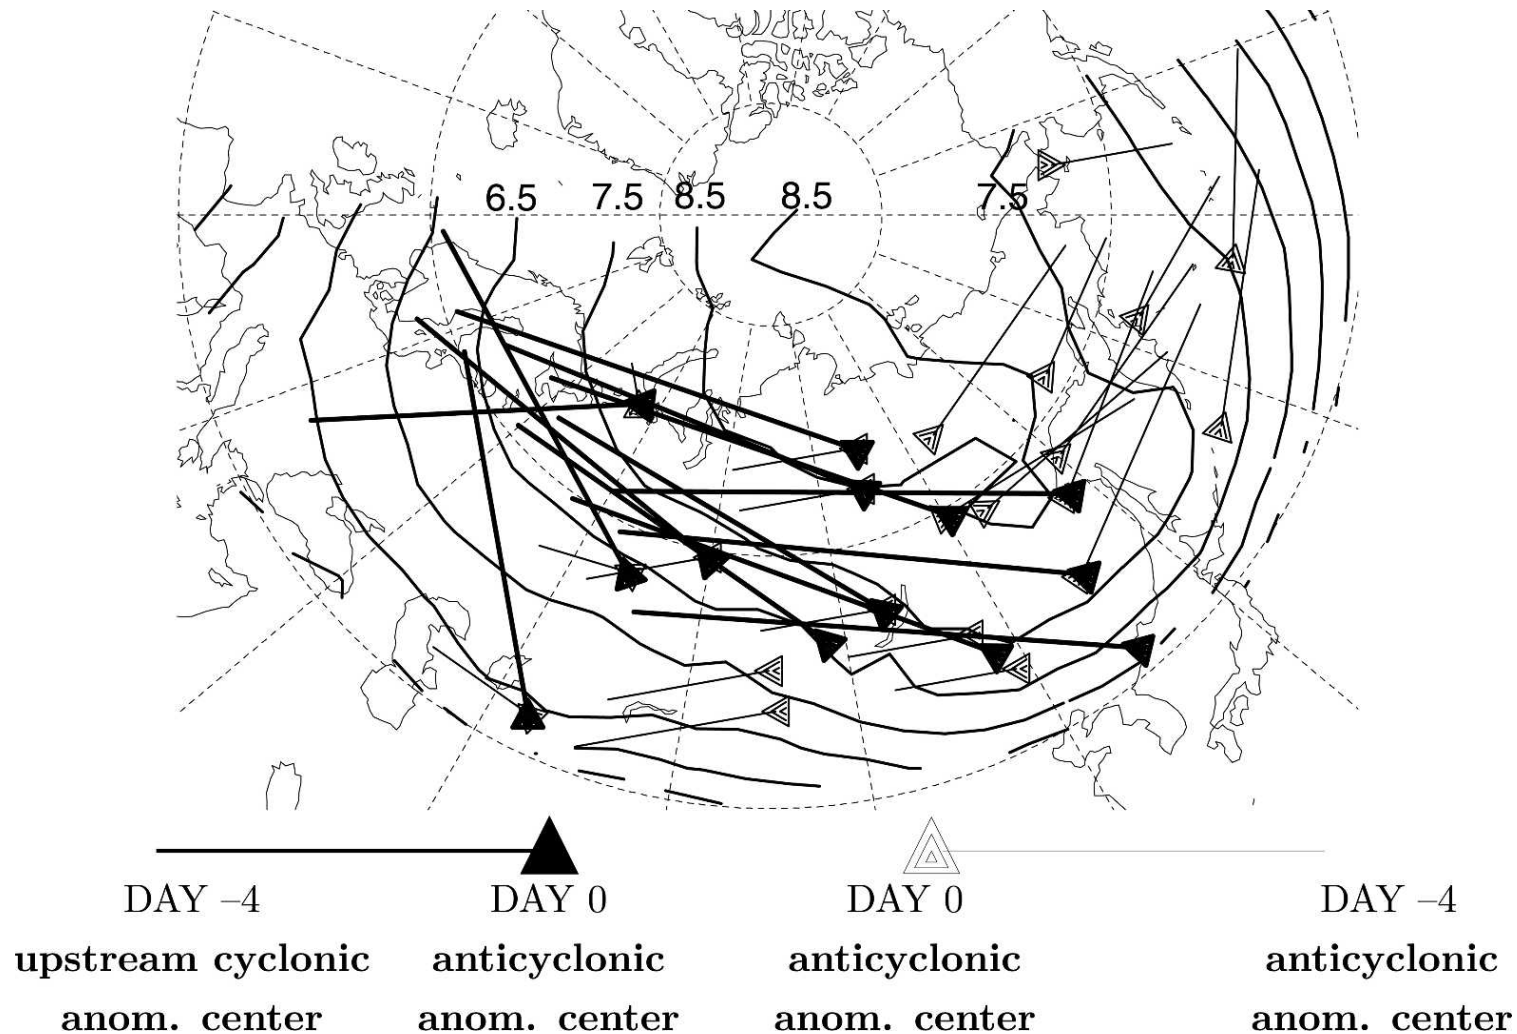 6.5 7.5 8.5 8.5 7.5
DAY –4 DAY 0 DAY 0 DAY –4
upstream cyclonic anticyclonic anticyclonic anticyclonic
anom. center anom. center anom. center anom. center